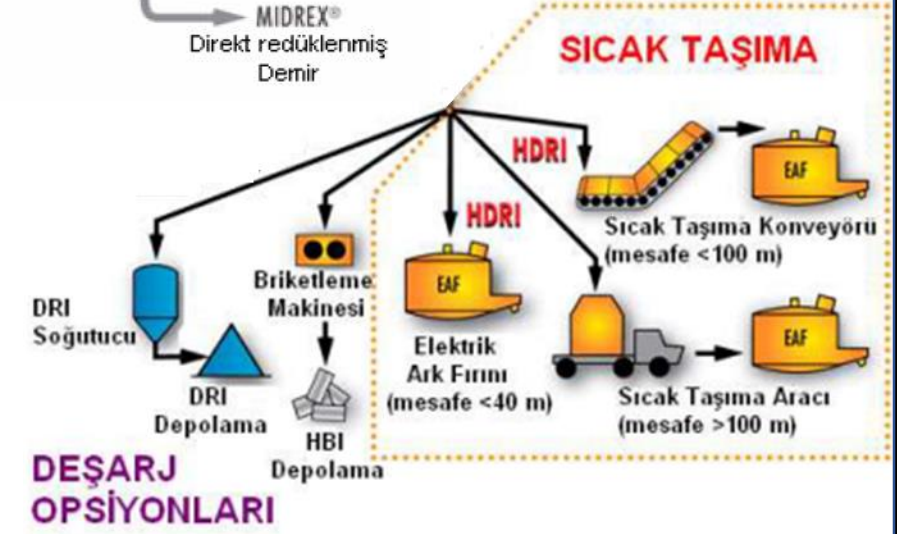 MIDREX®
Direkt redüklenmiş
Demir
SICAK TAŞIMA
HDRI
EAF
Sıcak Taşıma Konveyörü
(mesafe <100 m)
HDRI
EAF
Elektrik
Ark Fırını
(mesafe <40 m)
EAF
Sıcak Taşıma Aracı
(mesafe >100 m)
Briketleme
Makinesi
HBI
Depolama
DRI
Soğutucu
DRI
Depolama
DEŞARJ
OPSİYONLARI